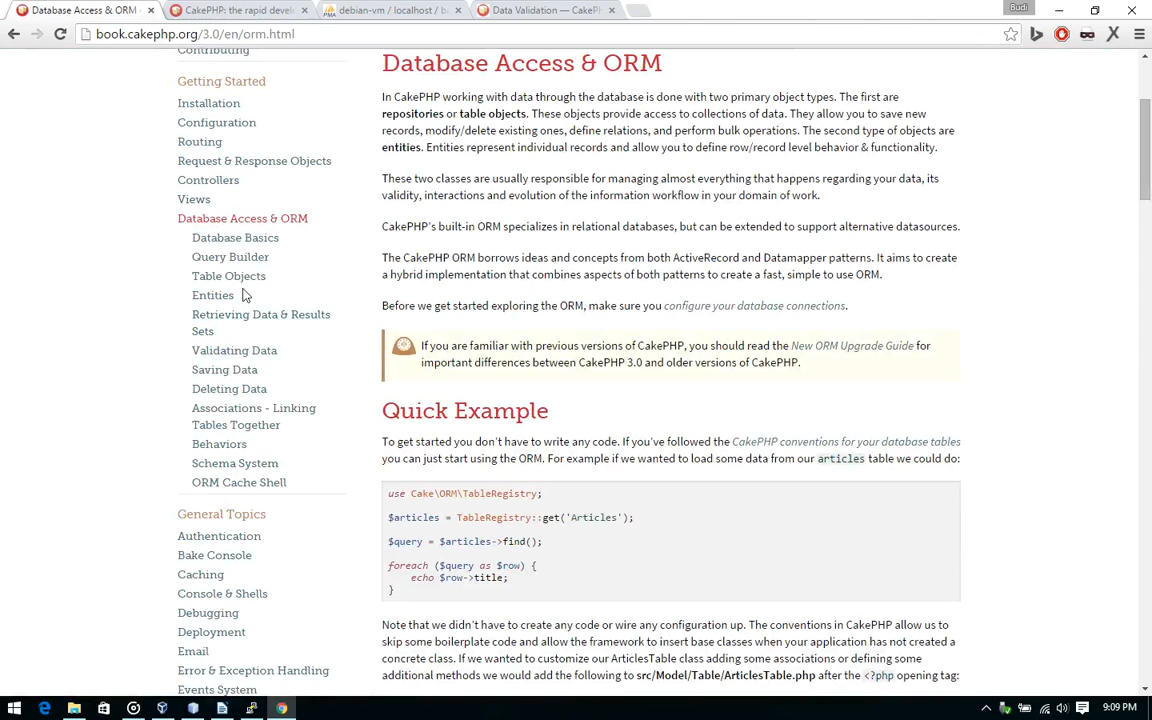 Database Access & ORM
CakePHP: the rapid devel
debian-vm / localhost / b
Data Validation — CakeP
Budi
book.cakephp.org/3.0/en/orm.html
Contributing
Getting Started
Installation
Configuration
Routing
Request & Response Objects
Controllers
Views
Database Access & ORM
Database Basics
Query Builder
Table Objects
Entities
Retrieving Data & Results
Sets
Validating Data
Saving Data
Deleting Data
Associations - Linking
Tables Together
Behaviors
Schema System
ORM Cache Shell
General Topics
Authentication
Bake Console
Caching
Console & Shells
Debugging
Deployment
Email
Error & Exception Handling
Events System
Database Access & ORM
In CakePHP working with data through the database is done with two primary object types. The first are
repositories or table objects. These objects provide access to collections of data. They allow you to save new
records, modify/delete existing ones, define relations, and perform bulk operations. The second type of objects are
entities. Entities represent individual records and allow you to define row/record level behavior & functionality.
These two classes are usually responsible for managing almost everything that happens regarding your data, its
validity, interactions and evolution of the information workflow in your domain of work.
CakePHP's built-in ORM specializes in relational databases, but can be extended to support alternative datasources.
The CakePHP ORM borrows ideas and concepts from both ActiveRecord and Datamapper patterns. It aims to create
a hybrid implementation that combines aspects of both patterns to create a fast, simple to use ORM.
Before we get started exploring the ORM, make sure you configure your database connections.
If you are familiar with previous versions of CakePHP, you should read the New ORM Upgrade Guide for
important differences between CakePHP 3.0 and older versions of CakePHP.
Quick Example
To get started you don't have to write any code. If you've followed the CakePHP conventions for your database tables
you can just start using the ORM. For example if we wanted to load some data from our articles table we could do:
use Cake\ORM\TableRegistry;
$articles = TableRegistry::get('Articles');
$query = $articles->find();
foreach ($query as $row) {
echo $row->title;
}
Note that we didn't have to create any code or wire any configuration up. The conventions in CakePHP allow us to
skip some boilerplate code and allow the framework to insert base classes when your application has not created a
concrete class. If we wanted to customize our ArticlesTable class adding some associations or defining some
additional methods we would add the following to src/Model/Table/ArticlesTable.php after the <?php opening tag:
9:09 PM